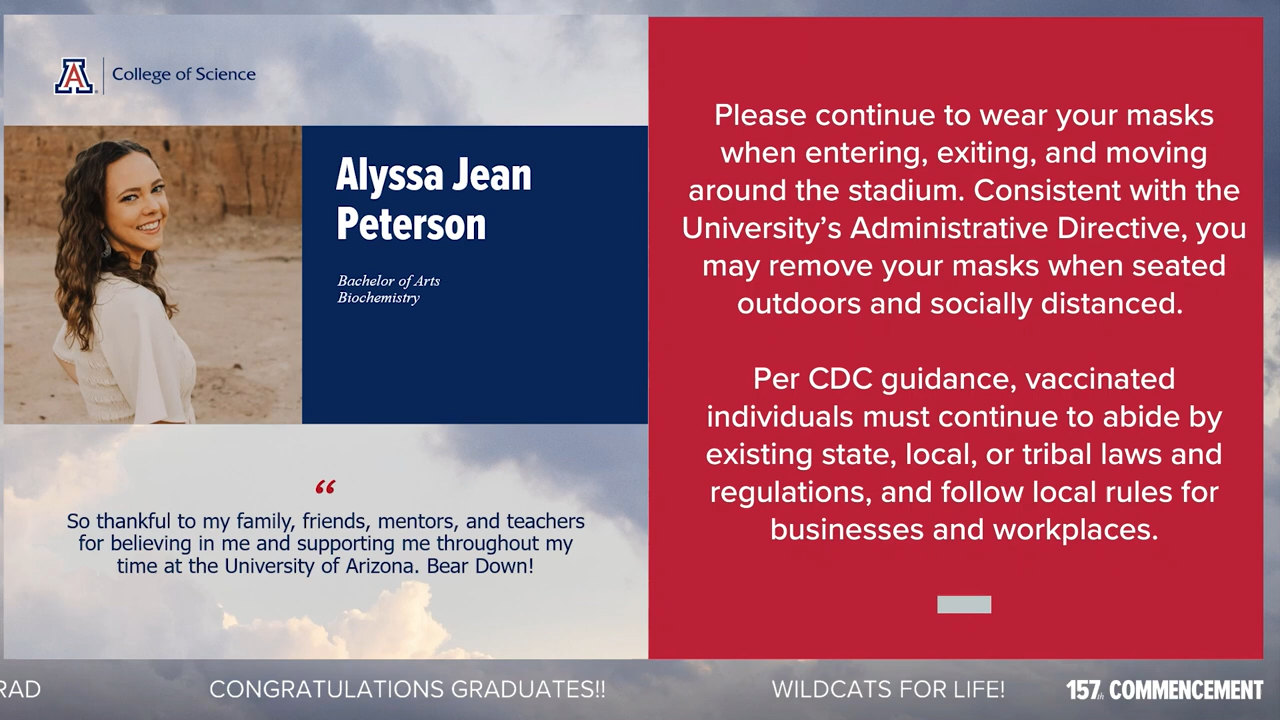 A
College of Science
Alyssa Jean
Peterson
Bachelor of Arts
Biochemistry
“
So thankful to my family, friends, mentors, and teachers
for believing in me and supporting me throughout my
time at the University of Arizona. Bear Down!
Please continue to wear your masks
when entering, exiting, and moving
around the stadium. Consistent with the
University’s Administrative Directive, you
may remove your masks when seated
outdoors and socially distanced.
Per CDC guidance, vaccinated
individuals must continue to abide by
existing state, local, or tribal laws and
regulations, and follow local rules for
businesses and workplaces.
RAD CONGRATULATIONS GRADUATES!! WILDCATS FOR LIFE! 157th COMMENCEMENT